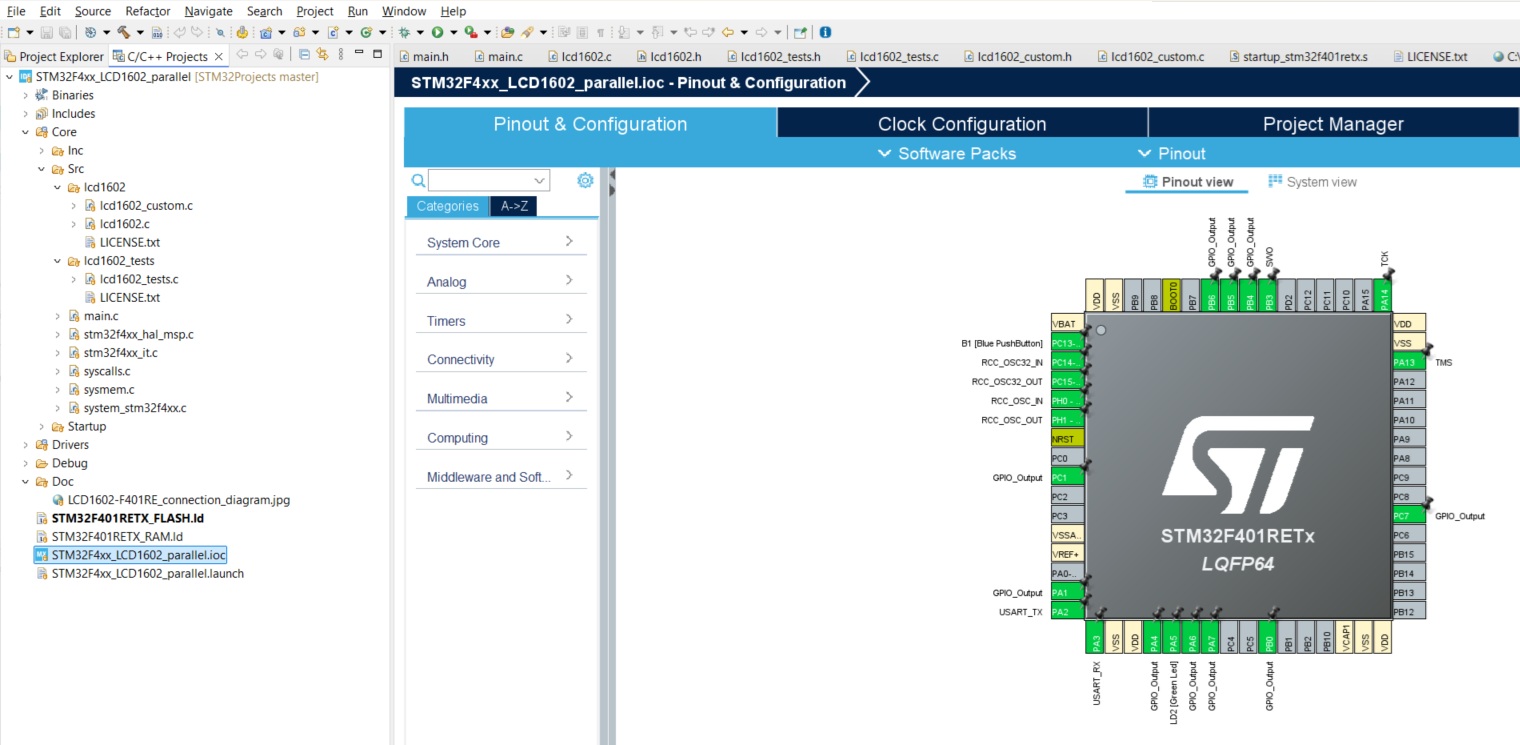 File Edit Source Refactor Navigate Search Project Run Window Help
Project Explorer C/C++ Projects
main.h main.c lcd1602.c lcd1602.h lcd1602_tests.h lcd1602_tests.c lcd1602_custom.h lcd1602_custom.c startup_stm32f401retx.s LICENSE.txt
STM32F4xx_LCD1602_parallel [STM32Projects master]
Binaries
Includes
Core
Inc
Src
lcd1602
lcd1602_custom.c
lcd1602.c
LICENSE.txt
lcd1602_tests
lcd1602_tests.c
LICENSE.txt
main.c
stm32f4xx_hal_msp.c
stm32f4xx_it.c
syscalls.c
sysmem.c
system_stm32f4xx.c
Startup
Drivers
Debug
Doc
LCD1602-F401RE_connection_diagram.jpg
STM32F401RETX_FLASH.ld
STM32F401RETX_RAM.ld
STM32F4xx_LCD1602_parallel.ioc
STM32F4xx_LCD1602_parallel.launch
STM32F4xx_LCD1602_parallel.ioc - Pinout & Configuration
Pinout & Configuration Clock Configuration Project Manager
Software Packs Pinout
Categories A->Z
System Core
Analog
Timers
Connectivity
Multimedia
Computing
Middleware and Soft...
Pinout view System view
GPIO_Output GPIO_Output GPIO_Output SWO TCK
VDD VSS PB9 PB8 BOOT0 PB7 PB6 PB5 PB4 PB3 PD2 PC12 PC11 PC10 PA15 PA14
VBAT
B1 [Blue PushButton] PC13-..
RCC_OSC32_IN PC14-..
RCC_OSC32_OUT PC15-..
RCC_OSC_IN PH0 - ..
RCC_OSC_OUT PH1 - ..
NRST
PC0
GPIO_Output PC1
PC2
PC3
VSSA..
VREF+
PA0-..
GPIO_Output PA1
USART_TX PA2
STM32F401RETx
LQFP64
VDD
VSS
PA13 TMS
PA12
PA11
PA10
PA9
PA8
PC9
PC8
PC7 GPIO_Output
PC6
PB15
PB14
PB13
PB12
PA3 VSS VDD PA4 PA5 PA6 PA7 PC4 PC5 PB0 PB1 PB2 PB10 VCAP1 VSS VDD
USART_RX GPIO_Output LD2 [Green Led] GPIO_Output GPIO_Output GPIO_Output